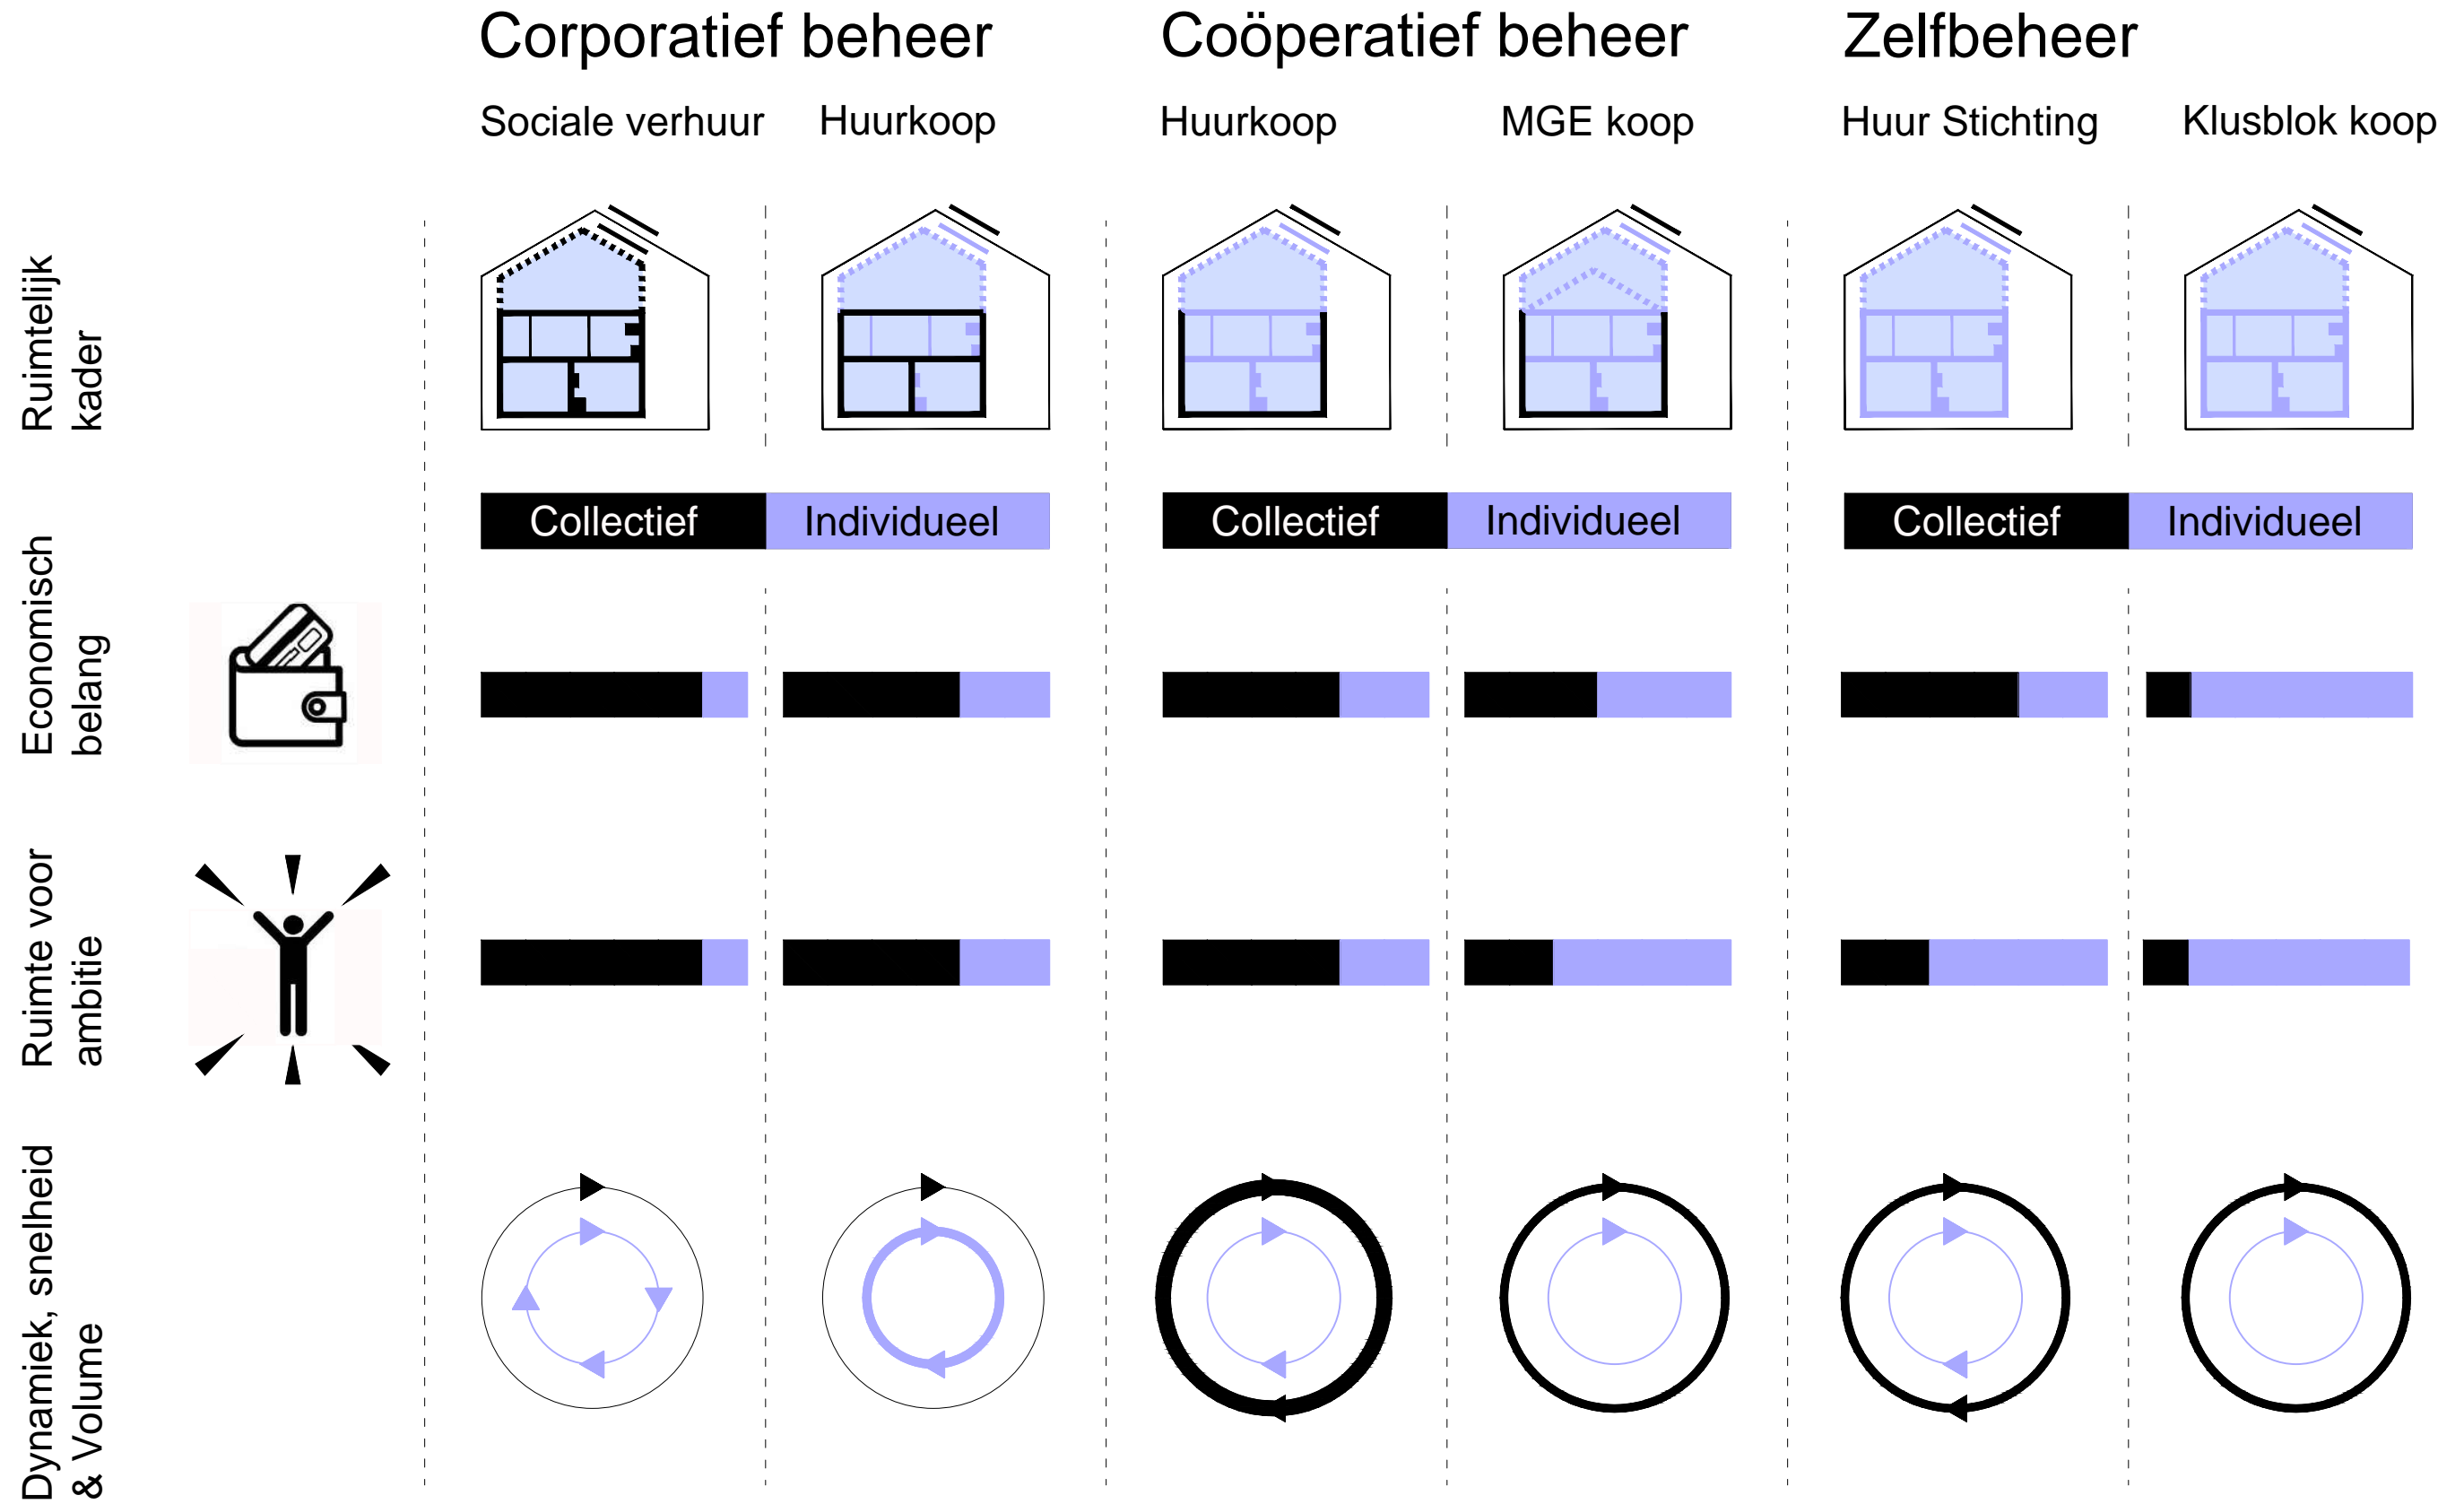 Corporatief beheer
Coöperatief beheer
Zelfbeheer
Sociale verhuur
Huurkoop
Huurkoop
MGE koop
Huur Stichting
Klusblok koop
Ruimtelijk
kader
Collectief
Individueel
Collectief
Individueel
Collectief
Individueel
Economisch
belang
Ruimte voor
ambitie
Dynamiek, snelheid
& Volume